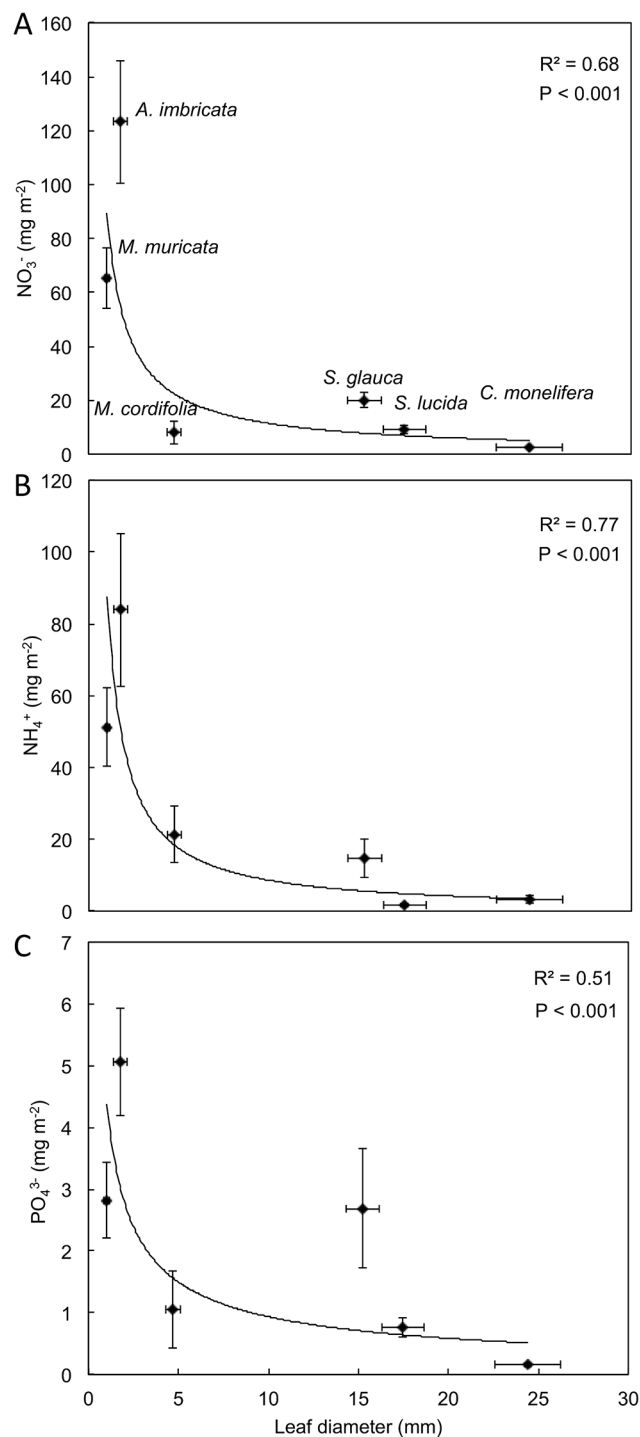 A
160
R² = 0.68
140
P < 0.001
A. imbricata
120
100
80
M. muricata
60
40
S. glauca
C. monelifera
M. cordifolia
S. lucida
20
0
NO₃⁻ (mg m⁻²)
B
120
R² = 0.77
P < 0.001
100
80
60
40
20
0
NH₄⁺ (mg m⁻²)
C
7
R² = 0.51
6
P < 0.001
5
4
3
2
1
0
PO₄³⁻ (mg m⁻²)
0 5 10 15 20 25 30
Leaf diameter (mm)